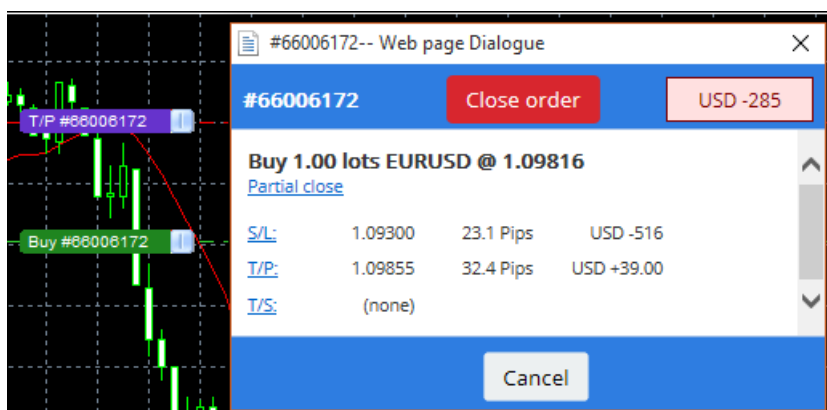 #66006172-- Web page Dialogue
#66006172 Close order USD -285
T/P #66006172
Buy 1.00 lots EURUSD @ 1.09816
Partial close
Buy #66006172
S/L: 1.09300 23.1 Pips USD -516
T/P: 1.09855 32.4 Pips USD +39.00
T/S: (none)
Cancel